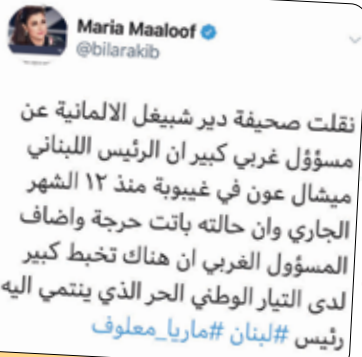 Maria Maaloof
@bilarakib
نقلت صحيفة دير شبيغل الالمانية عن
مسؤؤل غربي كبير ان الرئيس اللبناني
ميشال عون في غيبوبة منذ ١٢ الشهر
الجاري وان حالته باتت حرجة واضاف
المسؤول الغربي ان هناك تخبط كبير
لدى التيار الوطني الحر الذي ينتمي اليه
رئيس #لبنان #ماريا_معلوف